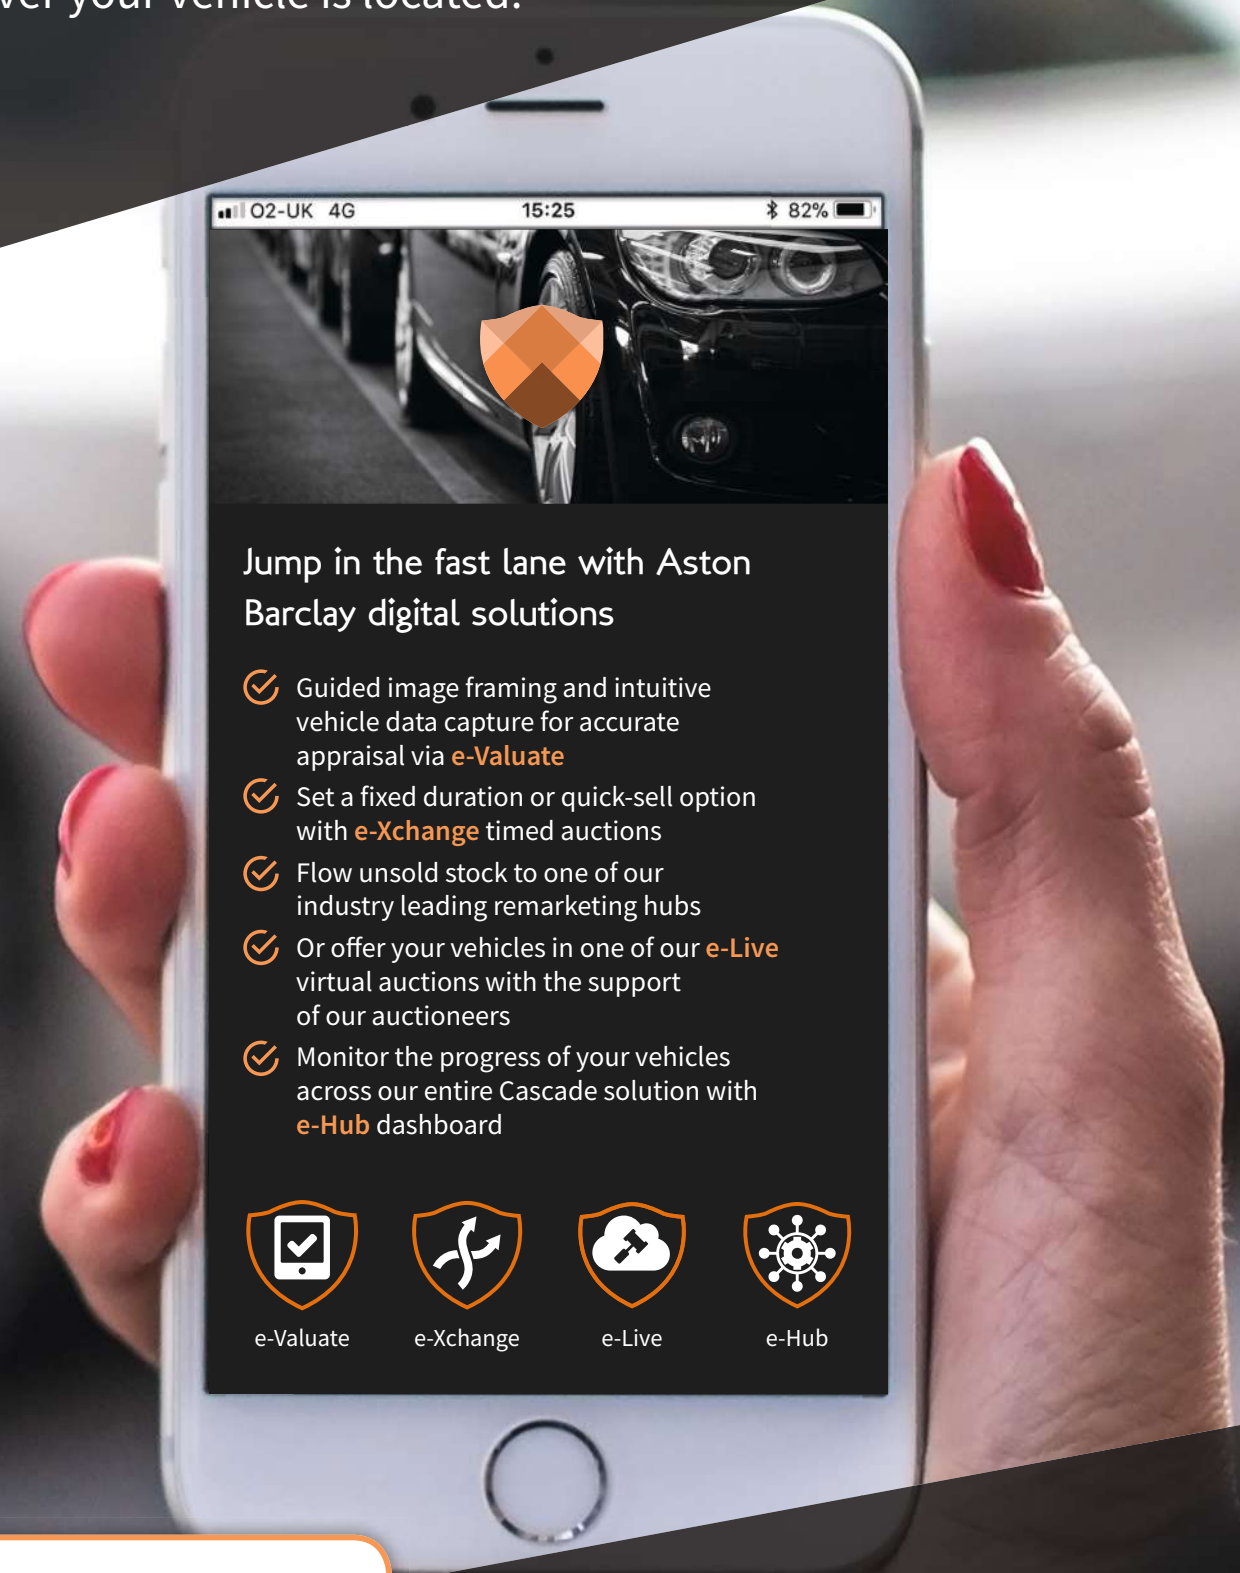 your vehicle is located.
O2-UK 4G 15:25 82%
Jump in the fast lane with Aston
Barclay digital solutions
Guided image framing and intuitive
vehicle data capture for accurate
appraisal via e-Valuate
Set a fixed duration or quick-sell option
with e-Xchange timed auctions
Flow unsold stock to one of our
industry leading remarketing hubs
Or offer your vehicles in one of our e-Live
virtual auctions with the support
of our auctioneers
Monitor the progress of your vehicles
across our entire Cascade solution with
e-Hub dashboard
e-Valuate e-Xchange e-Live e-Hub